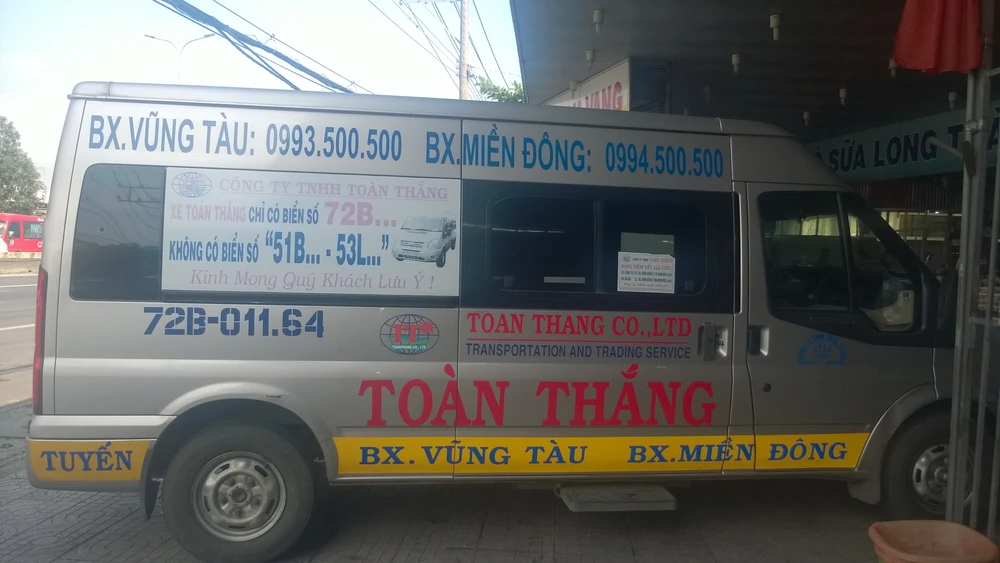 BX.VŨNG TÀU: 0993.500.500 BX.MIỀN ĐÔNG: 0994.500.500
CÔNG TY TNHH TOÀN THẮNG
XE TOÀN THẮNG CHỈ CÓ BIỂN SỐ 72B...
KHÔNG CÓ BIỂN SỐ "51B... - 53L..."
Kính Mong Quý Khách Lưu Ý !
72B-011.64
TOAN THANG CO.,LTD
TRANSPORTATION AND TRADING SERVICE
TOÀN THẮNG
TUYẾN BX.VŨNG TÀU BX.MIỀN ĐÔNG
VANG
SỮA LONG